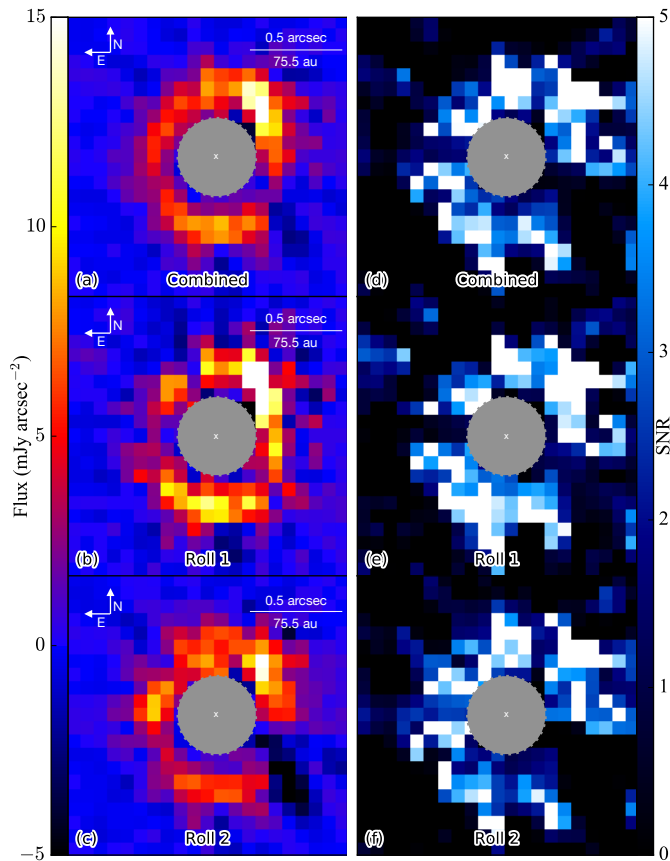 15
10
5
0
−5
Flux (mJy arcsec−2)
N
E
0.5 arcsec
75.5 au
x
(a)
Combined
N
E
0.5 arcsec
75.5 au
x
(b)
Roll 1
N
E
0.5 arcsec
75.5 au
x
(c)
Roll 2
x
(d)
Combined
x
(e)
Roll 1
x
(f)
Roll 2
5
4
3
2
1
0
SNR